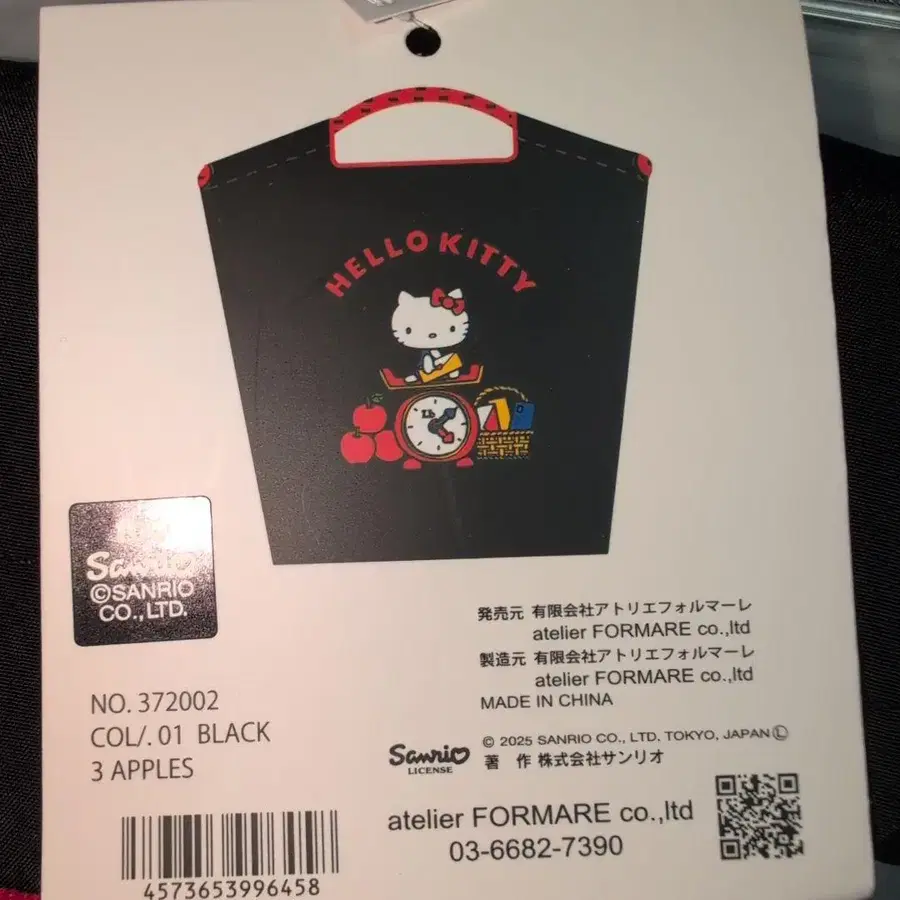 HELLO KITTY
Lb
Sanrio
©SANRIO
CO.,LTD.
発売元 有限会社アトリエフォルマーレ
atelier FORMARE co.,ltd
製造元 有限会社アトリエフォルマーレ
atelier FORMARE co.,ltd
MADE IN CHINA
NO. 372002
COL/. 01 BLACK
3 APPLES
Sanrio
LICENSE
© 2025 SANRIO CO., LTD. TOKYO, JAPAN Ⓛ
著 作 株式会社サンリオ
atelier FORMARE co.,ltd
03-6682-7390
4573653996458